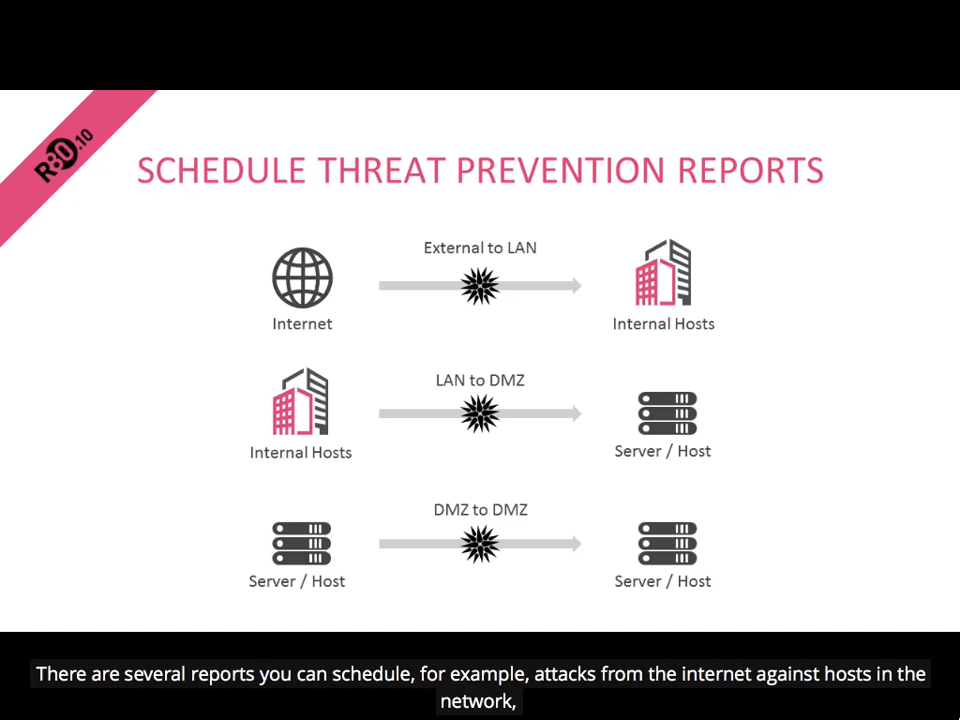 R80.10
SCHEDULE THREAT PREVENTION REPORTS
External to LAN
Internet
Internal Hosts
LAN to DMZ
Internal Hosts
Server / Host
DMZ to DMZ
Server / Host
Server / Host
There are several reports you can schedule, for example, attacks from the internet against hosts in the
network,